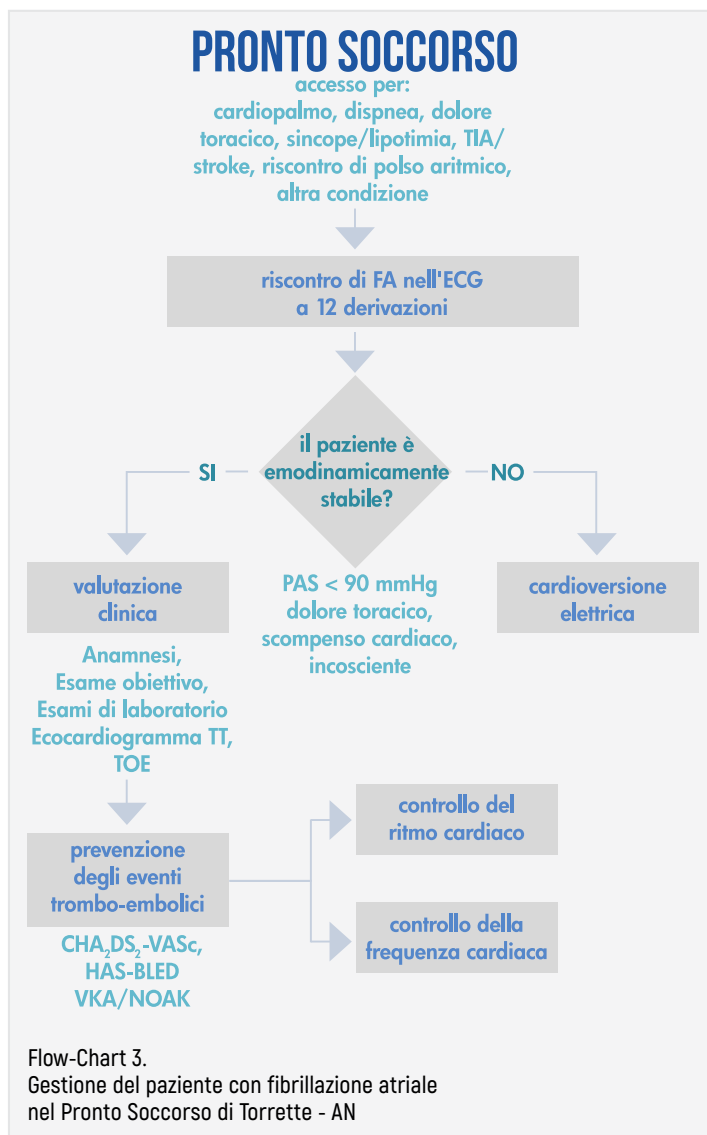 PRONTO SOCCORSO
accesso per:
cardiopalmo, dispnea, dolore
toracico, sincope/lipotimia, TIA/
stroke, riscontro di polso aritmico,
altra condizione
riscontro di FA nell'ECG
a 12 derivazioni
il paziente è
emodinamicamente
stabile?
SI
NO
valutazione
clinica
PAS < 90 mmHg
dolore toracico,
scompenso cardiaco,
incosciente
cardioversione
elettrica
Anamnesi,
Esame obiettivo,
Esami di laboratorio
Ecocardiogramma TT,
TOE
prevenzione
degli eventi
trombo-embolici
controllo del
ritmo cardiaco
controllo della
frequenza cardiaca
CHA₂DS₂-VASc,
HAS-BLED
VKA/NOAK
Flow-Chart 3.
Gestione del paziente con fibrillazione atriale
nel Pronto Soccorso di Torrette - AN